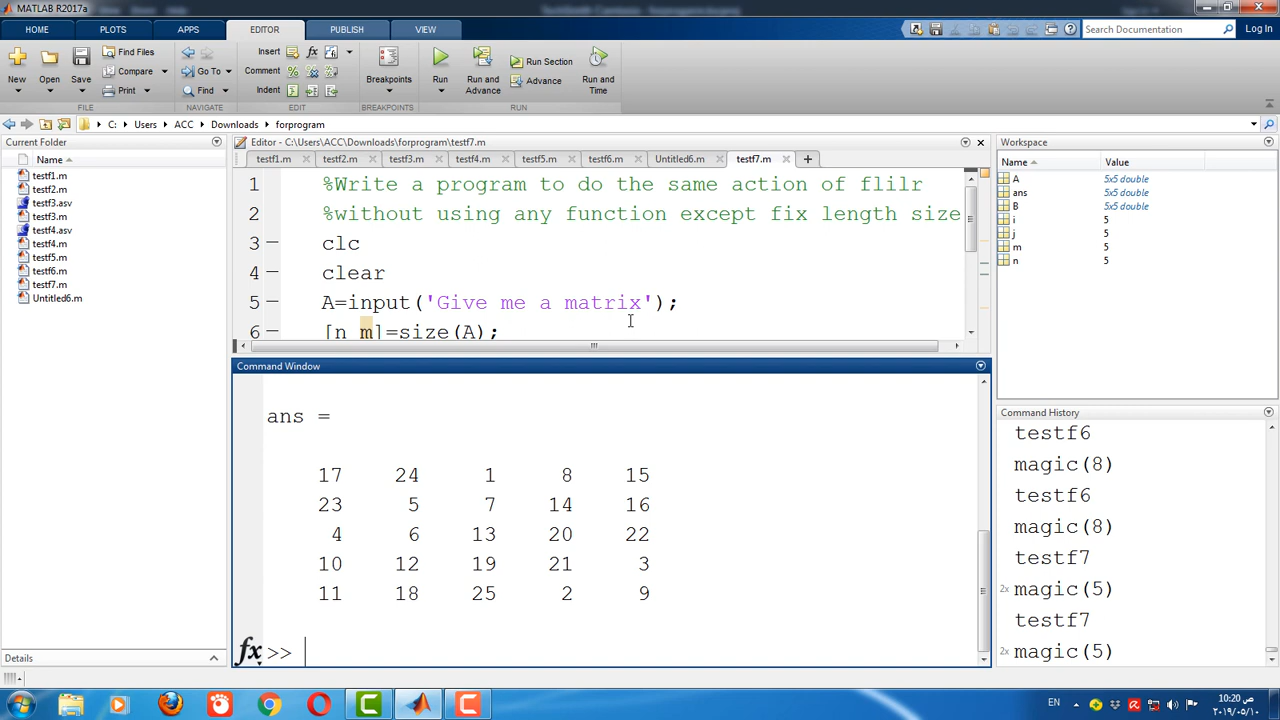 MATLAB R2017a
HOME PLOTS APPS EDITOR PUBLISH VIEW
Search Documentation Log In
New Open Save Find Files Compare Print
Go To Find
Insert fx Comment Indent
Breakpoints
Run Run and Advance Run Section Advance Run and Time
FILE NAVIGATE EDIT BREAKPOINTS RUN
C: Users ACC Downloads forprogram
Current Folder
Name
testf1.m
testf2.m
testf3.asv
testf3.m
testf4.asv
testf4.m
testf5.m
testf6.m
testf7.m
Untitled6.m
Details
Editor - C:\Users\ACC\Downloads\forprogram\testf7.m
testf1.m testf2.m testf3.m testf4.m testf5.m testf6.m Untitled6.m testf7.m
1 %Write a program to do the same action of flilr
2 %without using any function except fix length size
3 clc
4 clear
5 A=input('Give me a matrix');
6 [n m]=size(A);
Command Window
ans =
17 24 1 8 15
23 5 7 14 16
4 6 13 20 22
10 12 19 21 3
11 18 25 2 9
fx >>
Workspace
Name Value
A 5x5 double
ans 5x5 double
B 5x5 double
i 5
j 5
m 5
n 5
Command History
testf6
magic(8)
testf6
magic(8)
testf7
2x magic(5)
testf7
2x magic(5)
EN
10:20 ص
٢٠١٩/٠٥/١٠